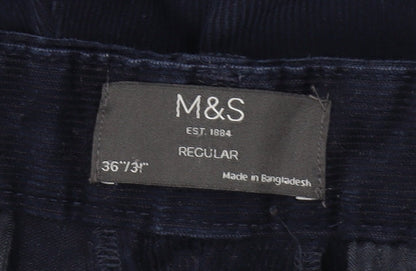 M&S
EST. 1884
REGULAR
36"/31"
Made in Bangladesh